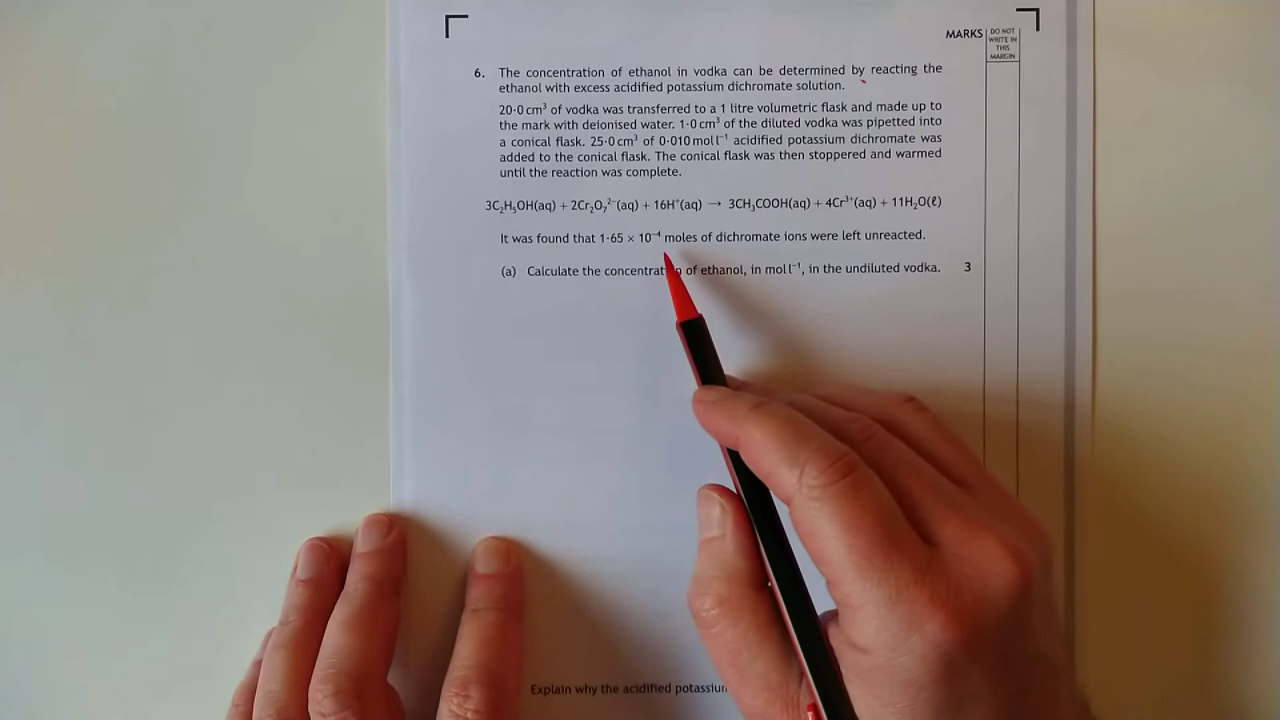 MARKS
DO NOT
WRITE IN
THIS
MARGIN
6. The concentration of ethanol in vodka can be determined by reacting the
ethanol with excess acidified potassium dichromate solution.
20·0 cm³ of vodka was transferred to a 1 litre volumetric flask and made up to
the mark with deionised water. 1·0 cm³ of the diluted vodka was pipetted into
a conical flask. 25·0 cm³ of 0·010 mol l⁻¹ acidified potassium dichromate was
added to the conical flask. The conical flask was then stoppered and warmed
until the reaction was complete.
3C₂H₅OH(aq) + 2Cr₂O₇²⁻(aq) + 16H⁺(aq) → 3CH₃COOH(aq) + 4Cr³⁺(aq) + 11H₂O(ℓ)
It was found that 1·65 × 10⁻⁴ moles of dichromate ions were left unreacted.
(a) Calculate the of ethanol, in mol l⁻¹, in the undiluted vodka. 3
Explain why the acidified